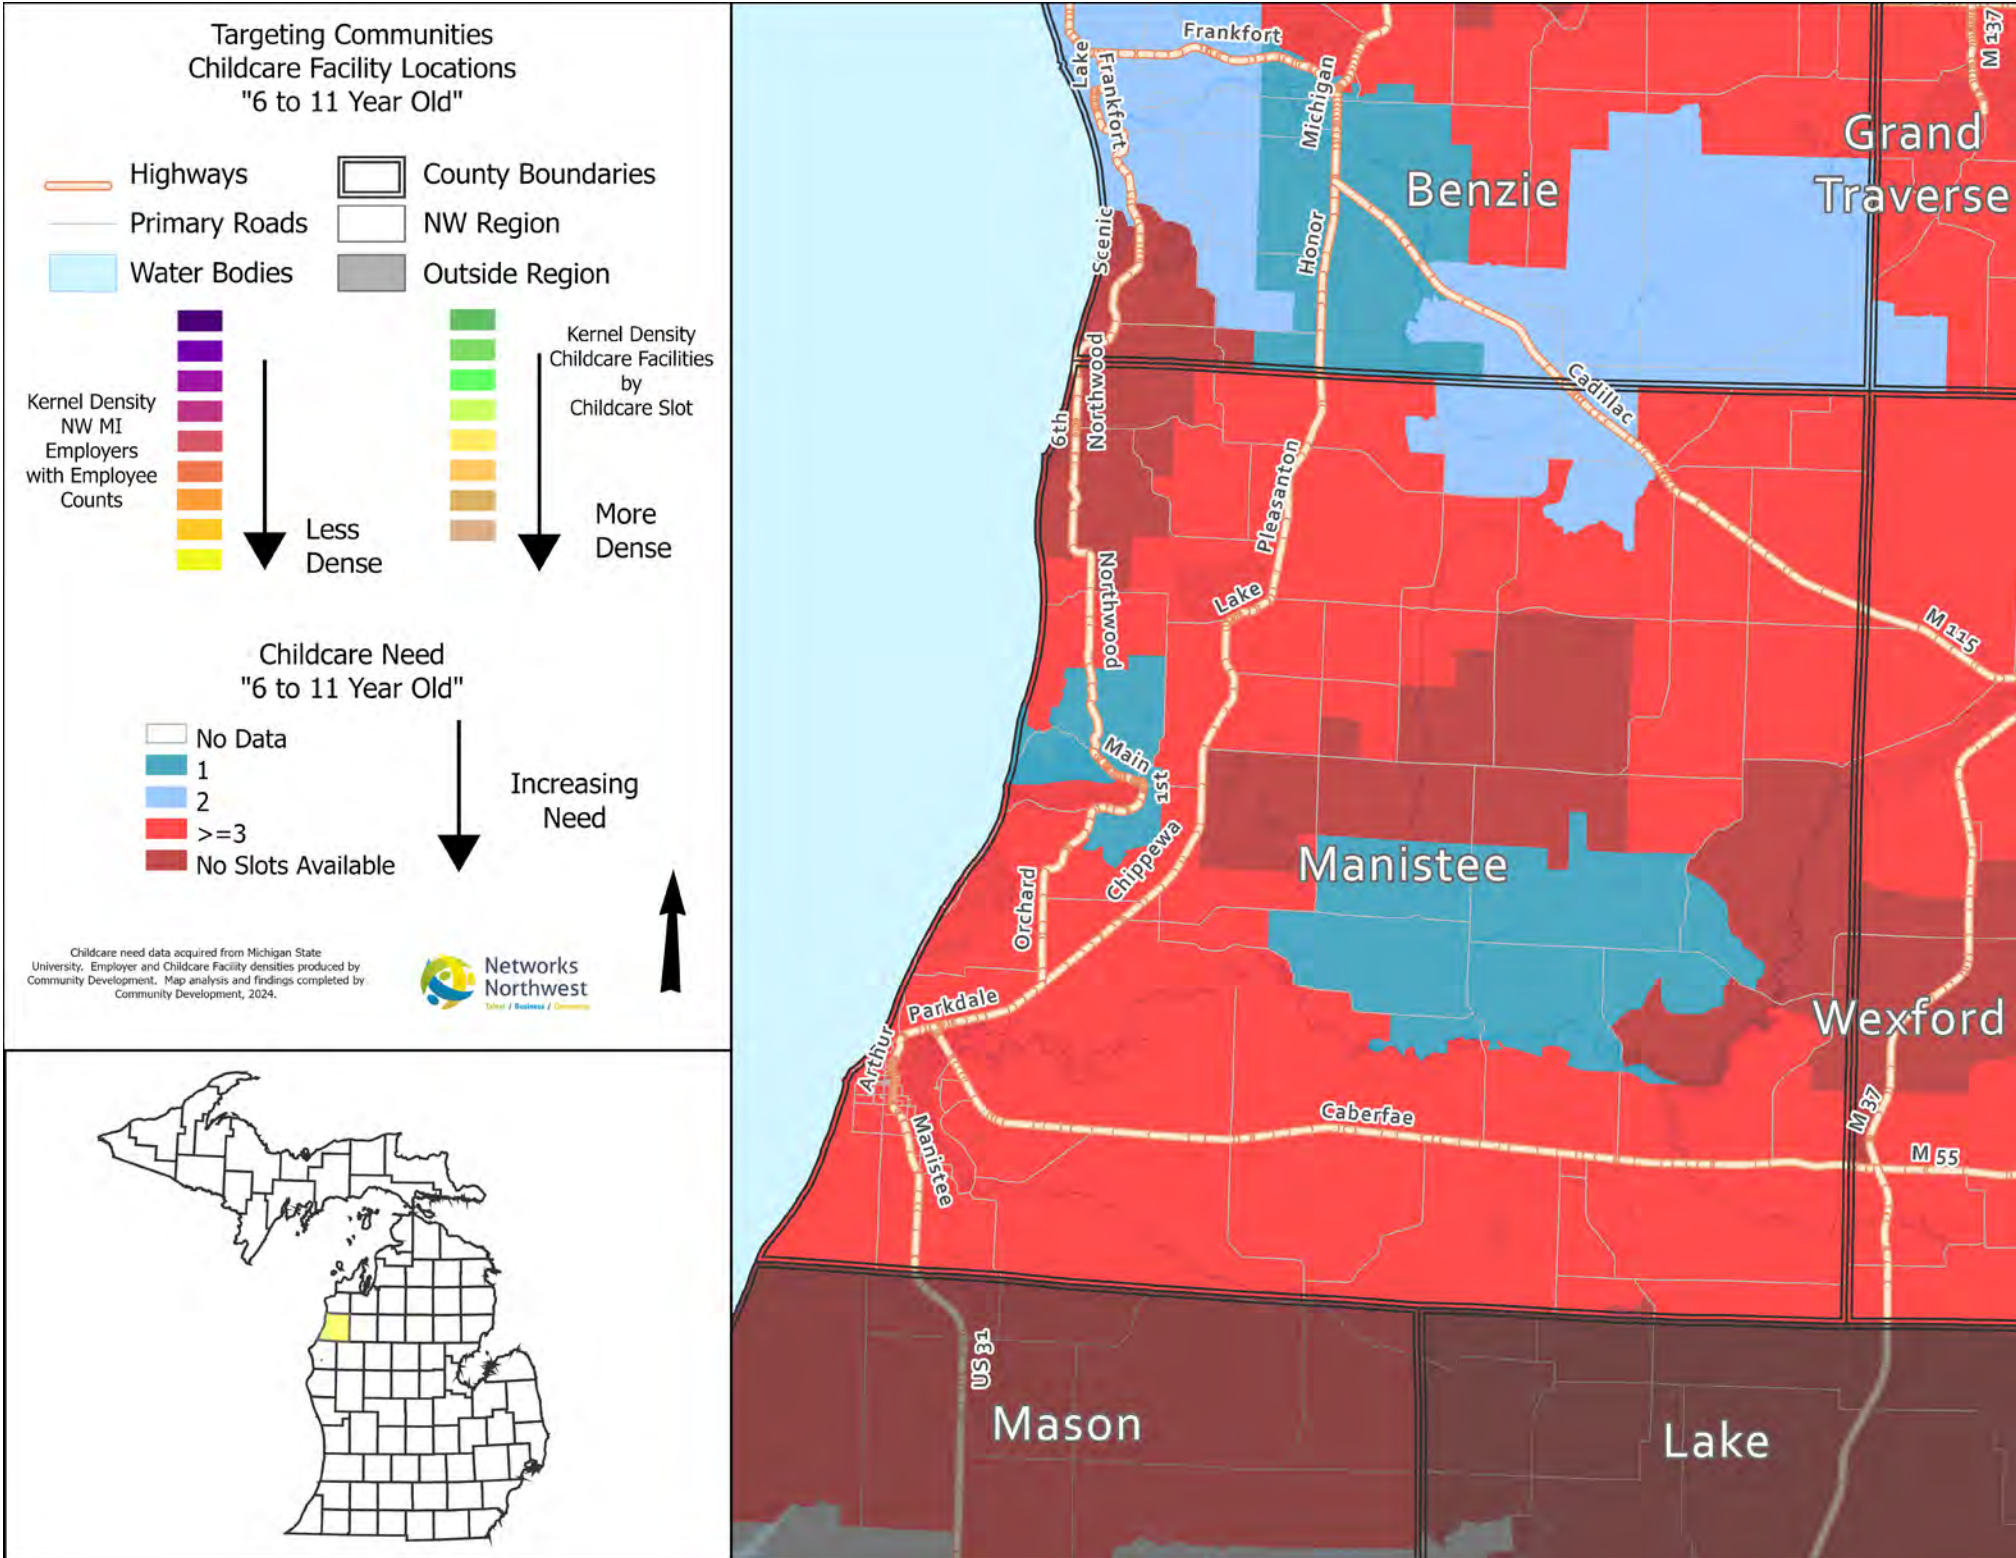 Targeting Communities
Childcare Facility Locations
"6 to 11 Year Old"
Highways
County Boundaries
Primary Roads
NW Region
Water Bodies
Outside Region
Kernel Density
NW MI
Employers
with Employee
Counts
Less
Dense
Kernel Density
Childcare Facilities
by
Childcare Slot
More
Dense
Childcare Need
"6 to 11 Year Old"
No Data
1
2
>=3
No Slots Available
Increasing
Need
Childcare need data acquired from Michigan State
University. Employer and Childcare Facility densities produced by
Community Development. Map analysis and findings completed by
Community Development, 2024.
Networks
Northwest
Talent / Business / Community
Lake
Frankfort
Frankfort
Michigan
M 137
Grand
Traverse
Benzie
Scenic
Honor
Northwood
6th
Cadillac
Pleasanton
Northwood
Lake
M 115
Main
1st
Chippewa
Manistee
Orchard
Parkdale
Wexford
Arthur
Manistee
Caberfae
M 37
M 55
US 31
Mason
Lake